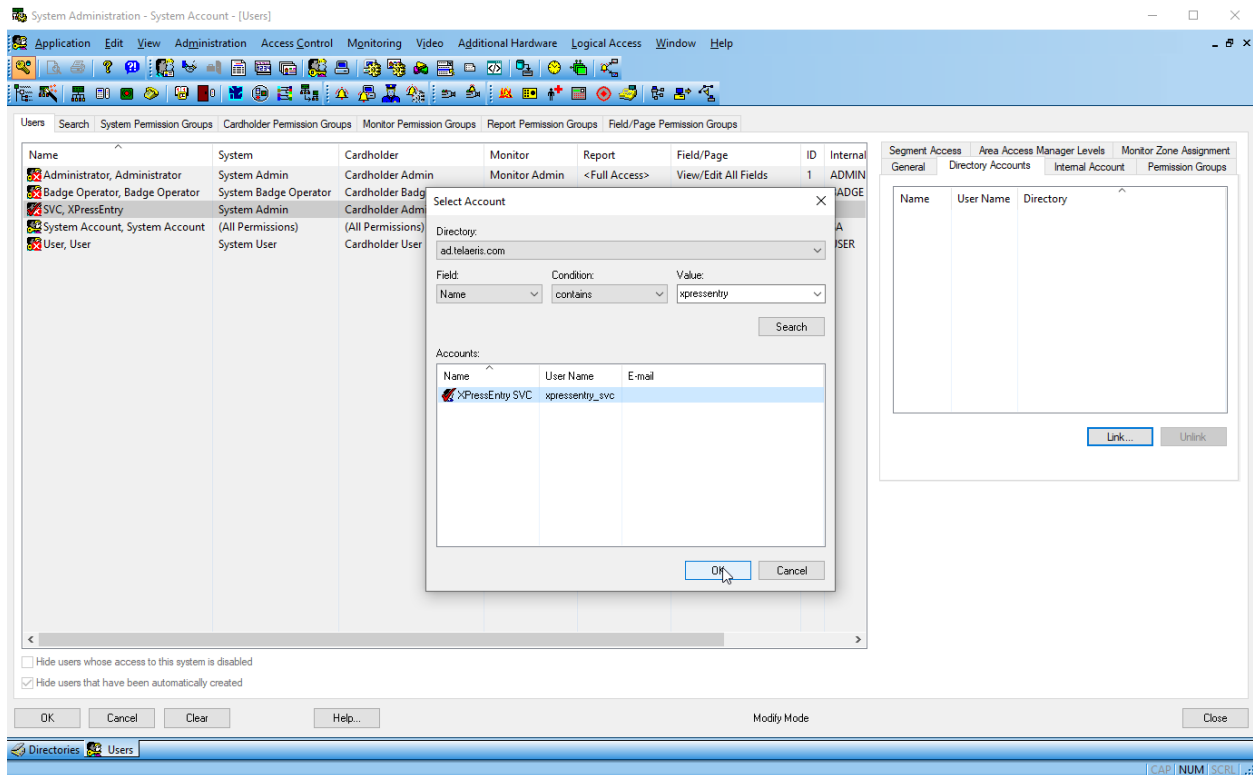 System Administration - System Account - [Users]
Application Edit View Administration Access Control Monitoring Video Additional Hardware Logical Access Window Help
Users Search System Permission Groups Cardholder Permission Groups Monitor Permission Groups Report Permission Groups Field/Page Permission Groups
Name System Cardholder Monitor Report Field/Page ID Internal
Administrator, Administrator System Admin Cardholder Admin Monitor Admin <Full Access> View/Edit All Fields 1 ADMIN
Badge Operator, Badge Operator System Badge Operator Cardholder Badg ADGE
SVC, XPressEntry System Admin Cardholder Admi
System Account, System Account (All Permissions) (All Permissions) A
User, User System User Cardholder User SER
Select Account
Directory:
ad.telaeris.com
Field: Condition: Value:
Name contains xpressentry
Search
Accounts:
Name User Name E-mail
XPressEntry SVC xpressentry_svc
OK Cancel
Segment Access Area Access Manager Levels Monitor Zone Assignment
General Directory Accounts Internal Account Permission Groups
Name User Name Directory
Link... Unlink
Hide users whose access to this system is disabled
Hide users that have been automatically created
OK Cancel Clear Help... Modify Mode Close
Directories Users
CAP NUM SCRL